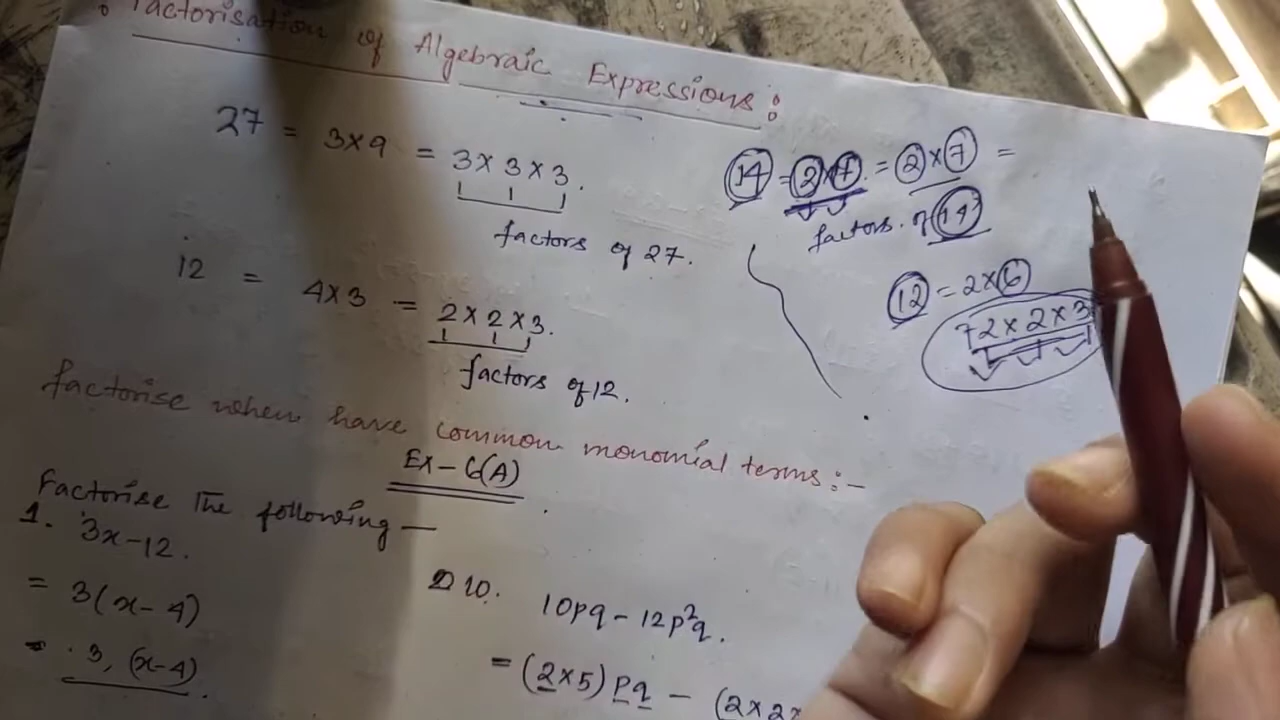 : Factorisation of Algebraic Expressions :
27 = 3×9 = 3×3×3.
factors of 27.
12 = 4×3 = 2×2×3.
factors of 12.
14 = 2×7. = 2×7 =
factors. of 14
12 = 2×6
2×2×3
factorise when have common monomial terms:-
Ex-6(A)
Factorise The following —
1. 3x-12.
= 3(x-4)
3, (x-4).
10. 10pq - 12p²q.
= (2×5)pq - (2×2×